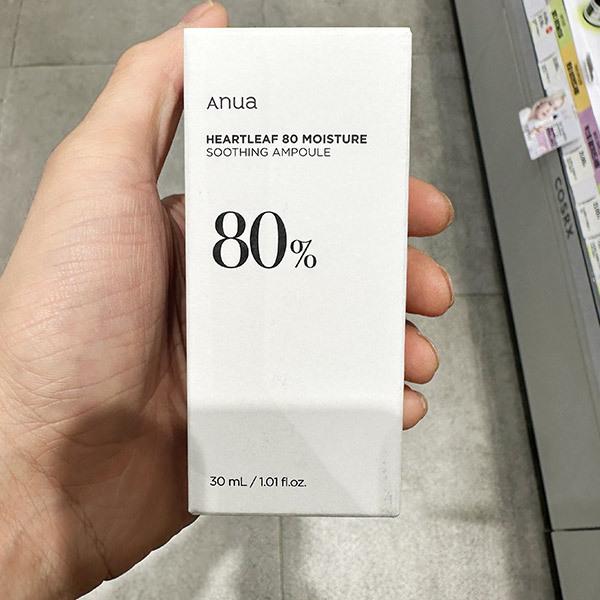 Anua
HEARTLEAF 80 MOISTURE
SOOTHING AMPOULE
80%
30 mL / 1.01 fl.oz.
COSRX